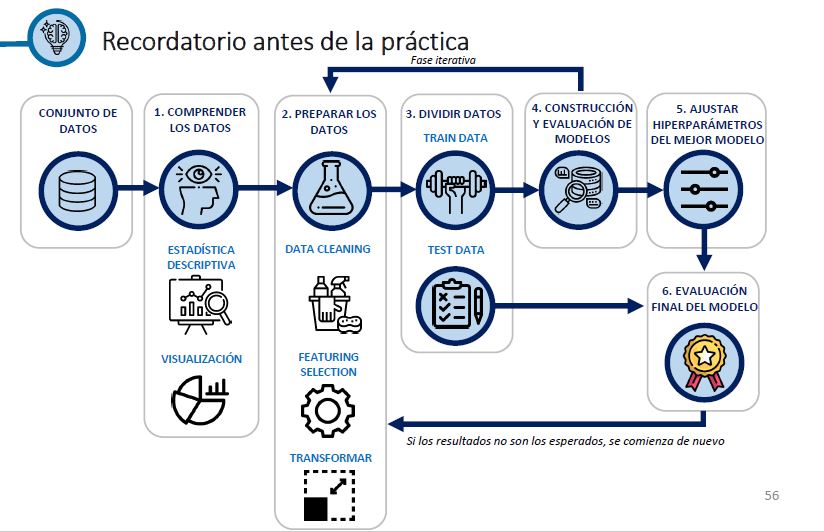 Recordatorio antes de la práctica
Fase iterativa
CONJUNTO DE
DATOS
1. COMPRENDER
LOS DATOS
ESTADÍSTICA
DESCRIPTIVA
VISUALIZACIÓN
2. PREPARAR LOS
DATOS
DATA CLEANING
FEATURING
SELECTION
TRANSFORMAR
3. DIVIDIR DATOS
TRAIN DATA
TEST DATA
4. CONSTRUCCIÓN
Y EVALUACIÓN DE
MODELOS
5. AJUSTAR
HIPERPARÁMETROS
DEL MEJOR MODELO
6. EVALUACIÓN
FINAL DEL MODELO
Si los resultados no son los esperados, se comienza de nuevo
56